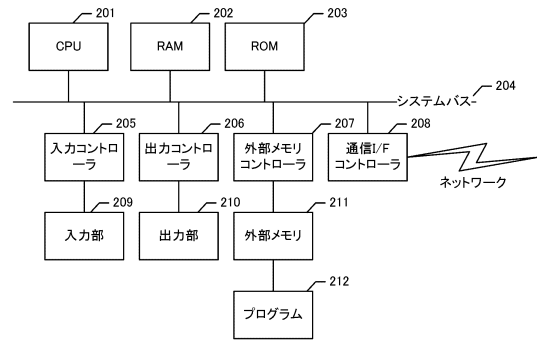 201
202
203
CPU
RAM
ROM
システムバス
204
205
206
207
208
入力コントロ
ーラ
出力コントロ
ーラ
外部メモリ
コントローラ
通信I/F
コントローラ
ネットワーク
209
210
211
入力部
出力部
外部メモリ
212
プログラム